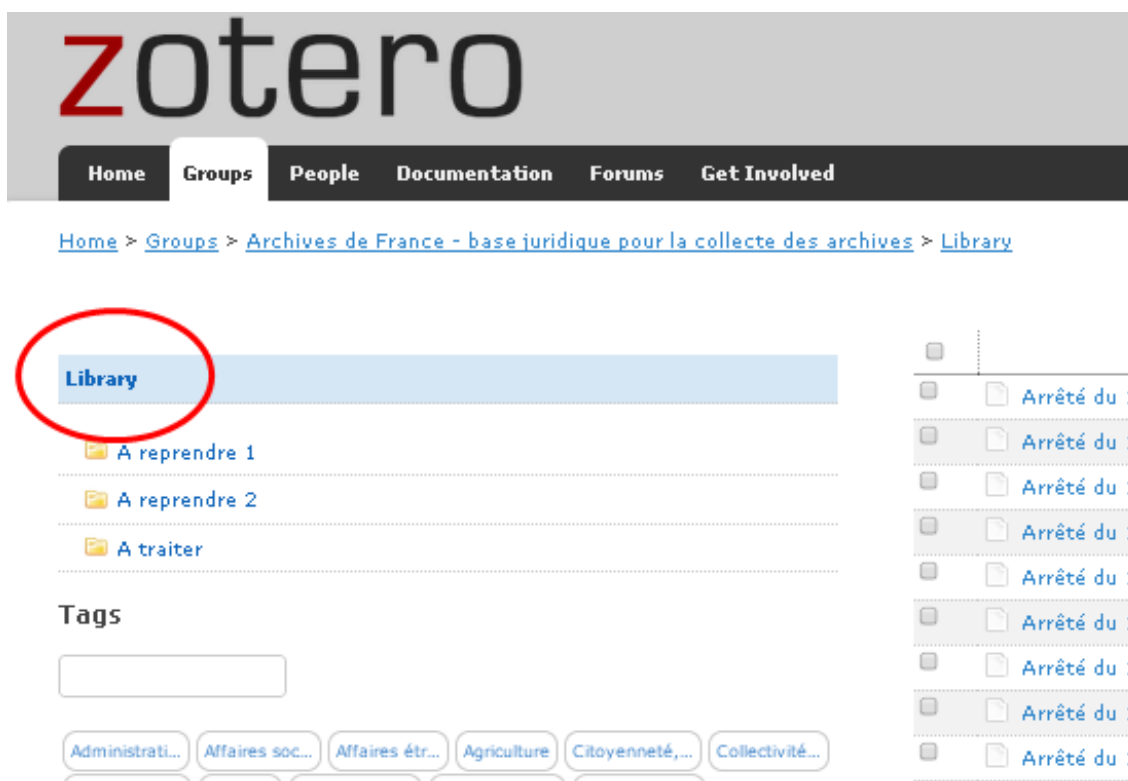 zotero
Home Groups People Documentation Forums Get Involved
Home > Groups > Archives de France - base juridique pour la collecte des archives > Library
Library
A reprendre 1
A reprendre 2
A traiter
Tags
Administrati... Affaires soc... Affaires étr... Agriculture Citoyenneté,... Collectivité...
Arrêté du
Arrêté du
Arrêté du
Arrêté du
Arrêté du
Arrêté du
Arrêté du
Arrêté du
Arrêté du